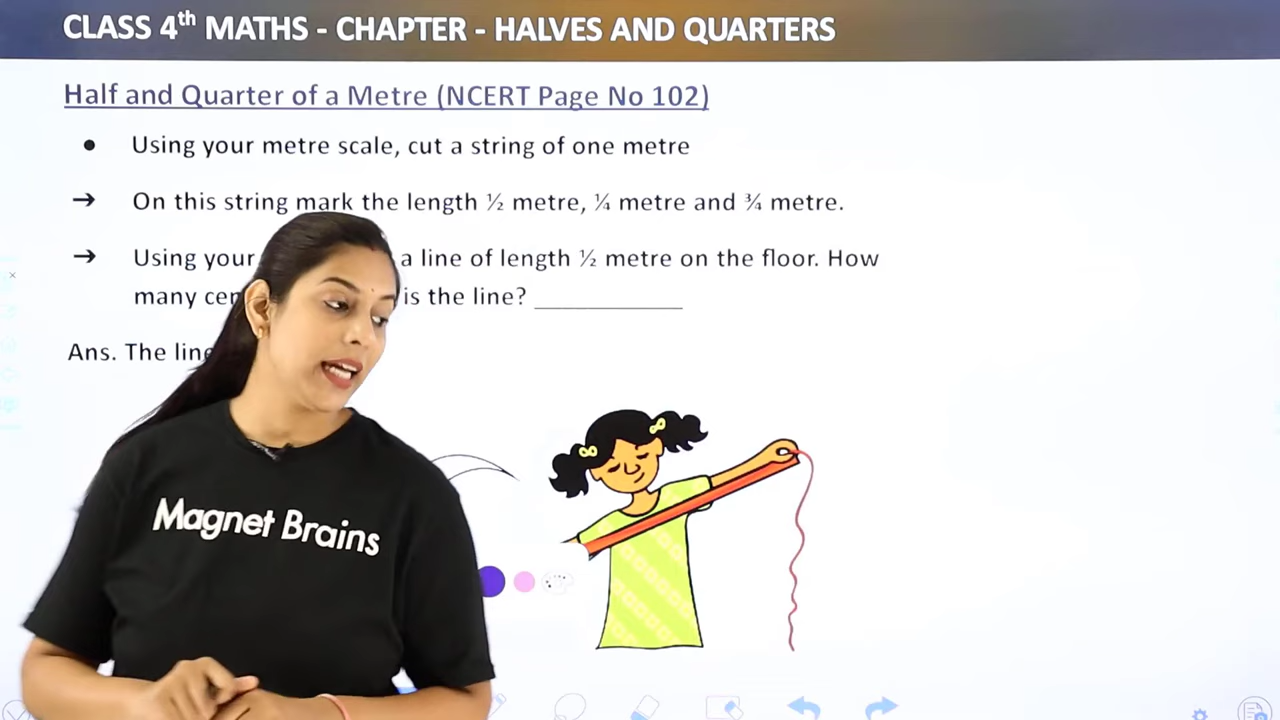 CLASS 4th MATHS - CHAPTER - HALVES AND QUARTERS
Half and Quarter of a Metre (NCERT Page No 102)
● Using your metre scale, cut a string of one metre
→ On this string mark the length ½ metre, ¼ metre and ¾ metre.
→ Using your a line of length ½ metre on the floor. How
many is the line? __________
Ans. The
Magnet Brains